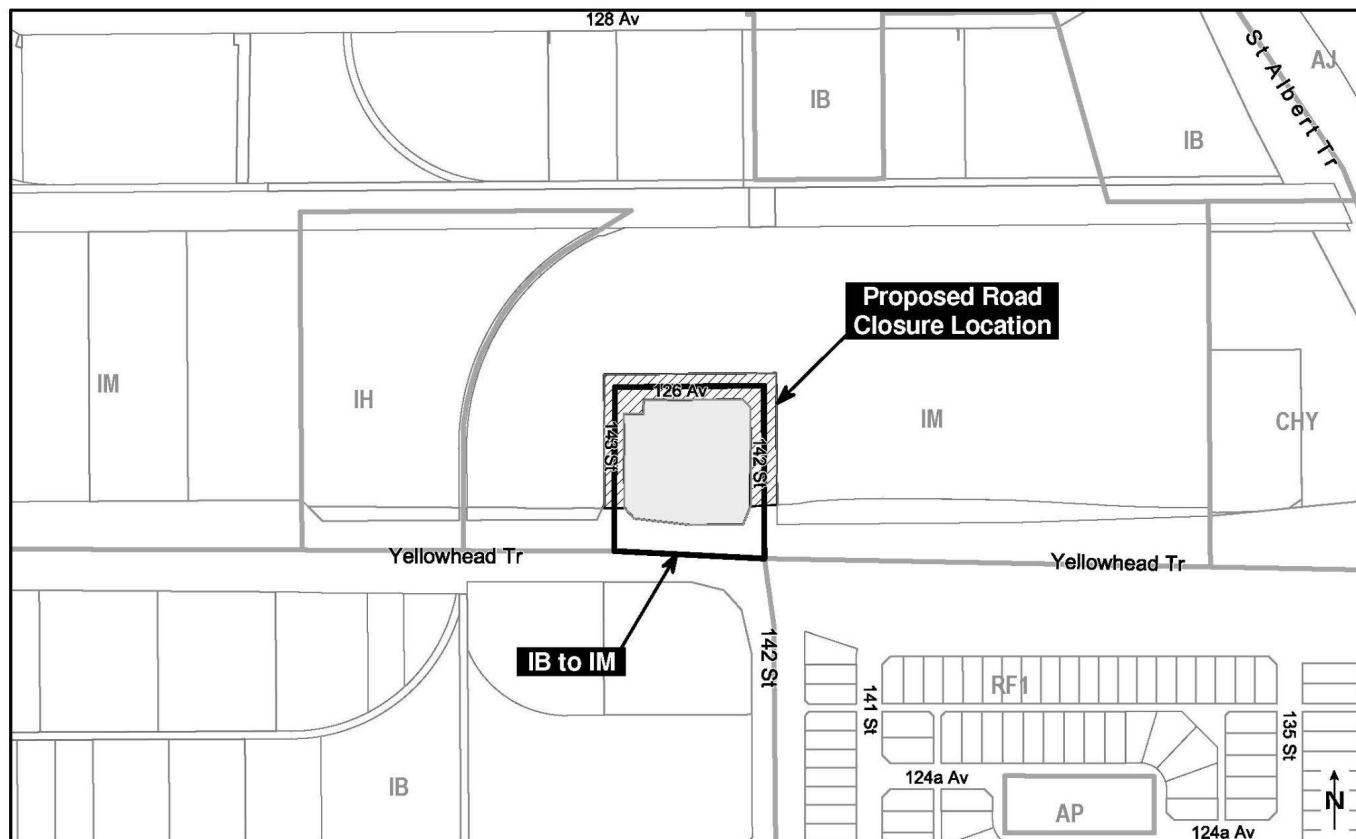 128 Av
St Albert Tr
AJ
IB
IB
Proposed Road
Closure Location
IM
IH
126 Av
143 St
142 St
IM
CHY
Yellowhead Tr
Yellowhead Tr
IB to IM
142 St
141 St
RF1
135 St
124a Av
IB
AP
N
124a Av